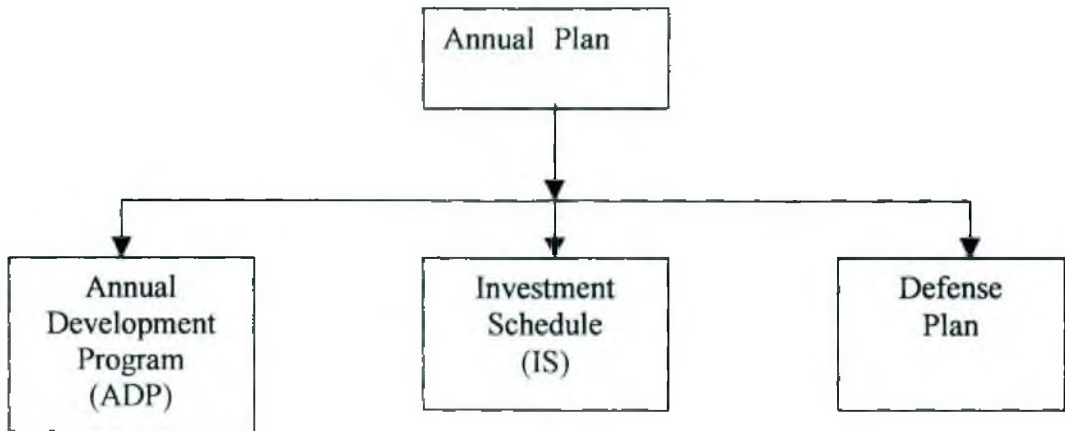 Annual Plan
Annual
Development
Program
(ADP)
Investment
Schedule
(IS)
Defense
Plan